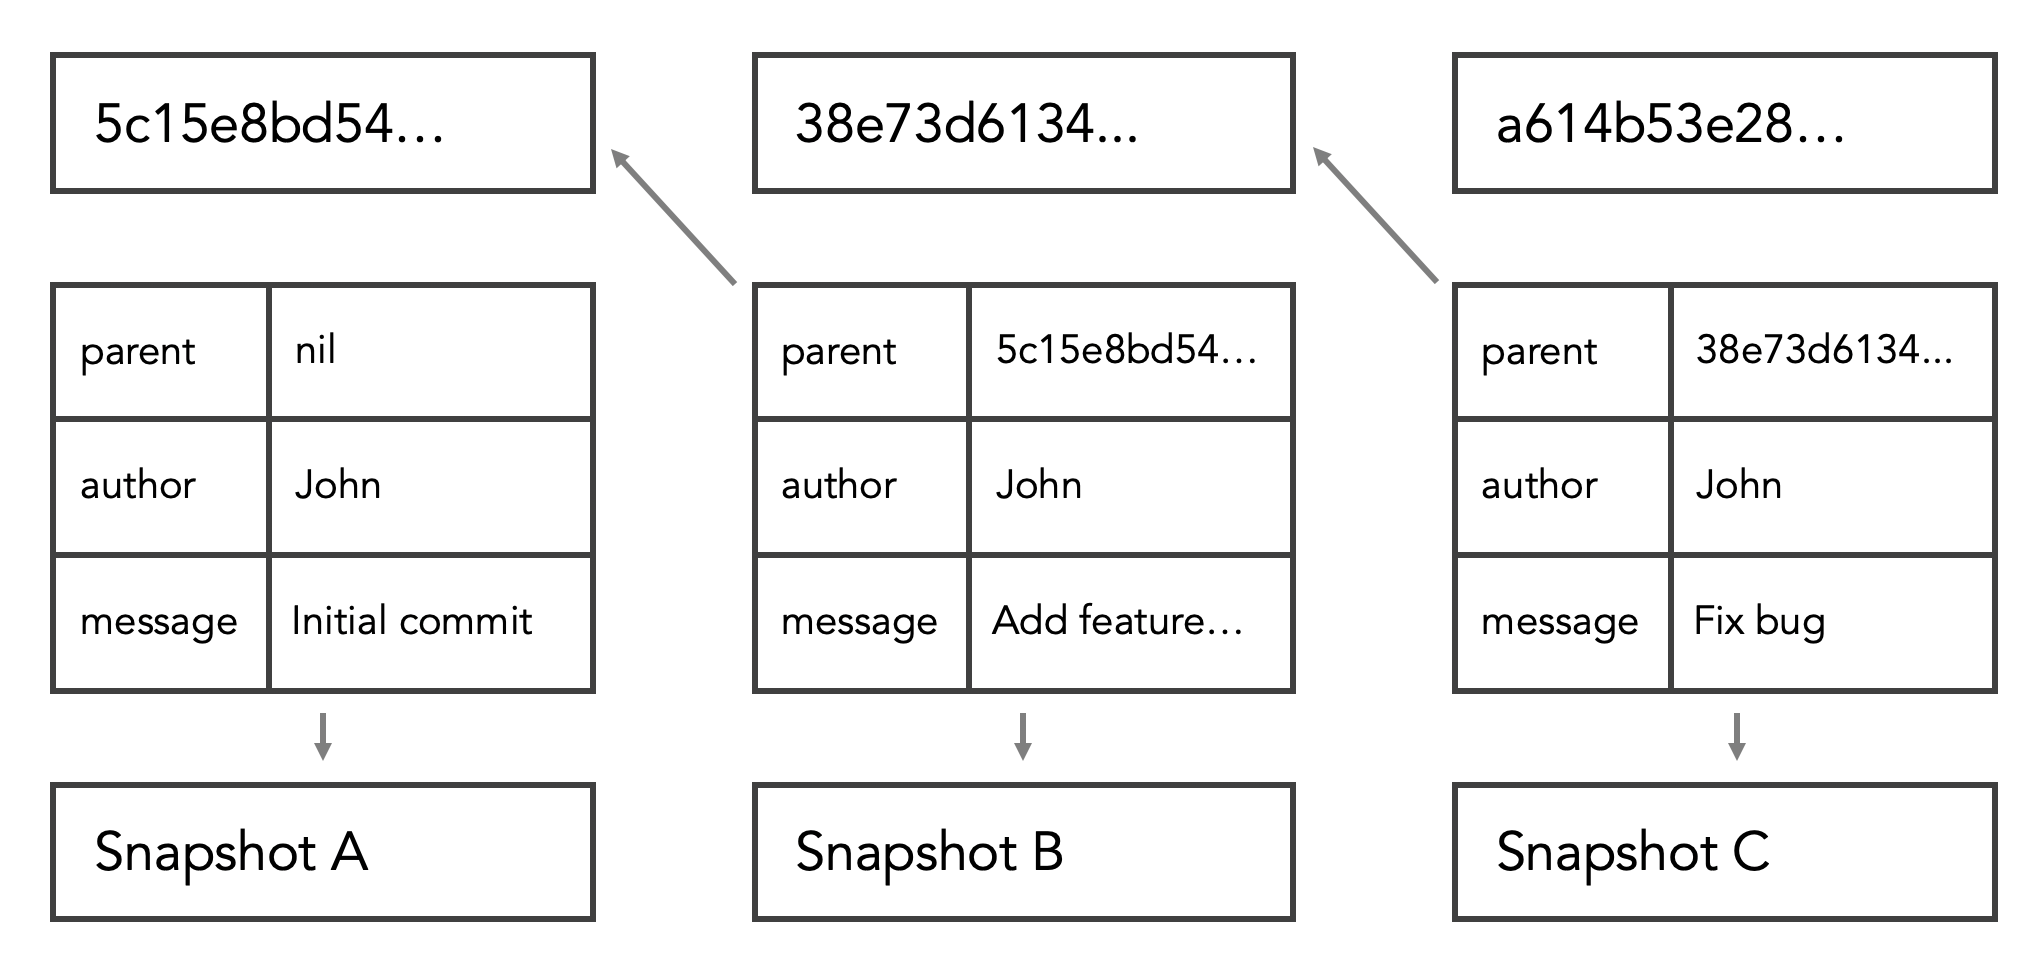 5c15e8bd54…
38e73d6134...
a614b53e28…
parent nil
author John
message Initial commit
parent 5c15e8bd54…
author John
message Add feature…
parent 38e73d6134...
author John
message Fix bug
Snapshot A
Snapshot B
Snapshot C